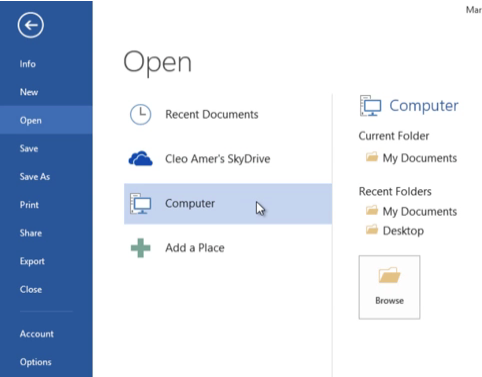 Mar
Info
New
Open
Save
Save As
Print
Share
Export
Close
Account
Options
Open
Recent Documents
Cleo Amer's SkyDrive
Computer
Add a Place
Computer
Current Folder
My Documents
Recent Folders
My Documents
Desktop
Browse